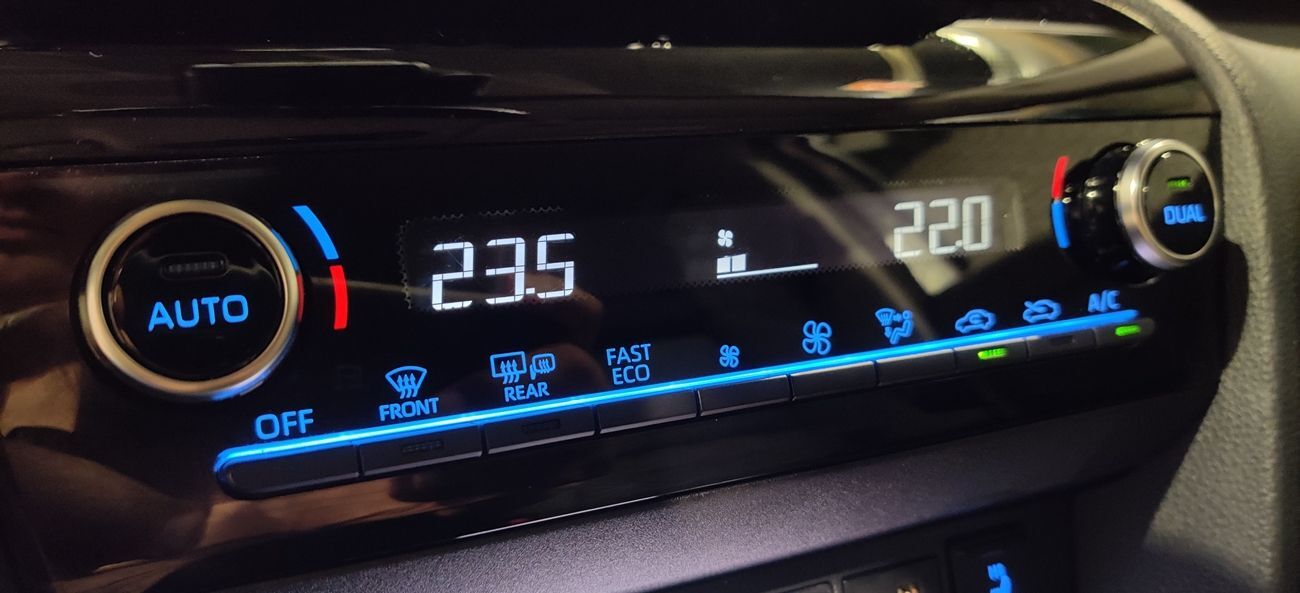 23.5
22.0
AUTO
DUAL
OFF
FRONT
REAR
FAST
ECO
A/C